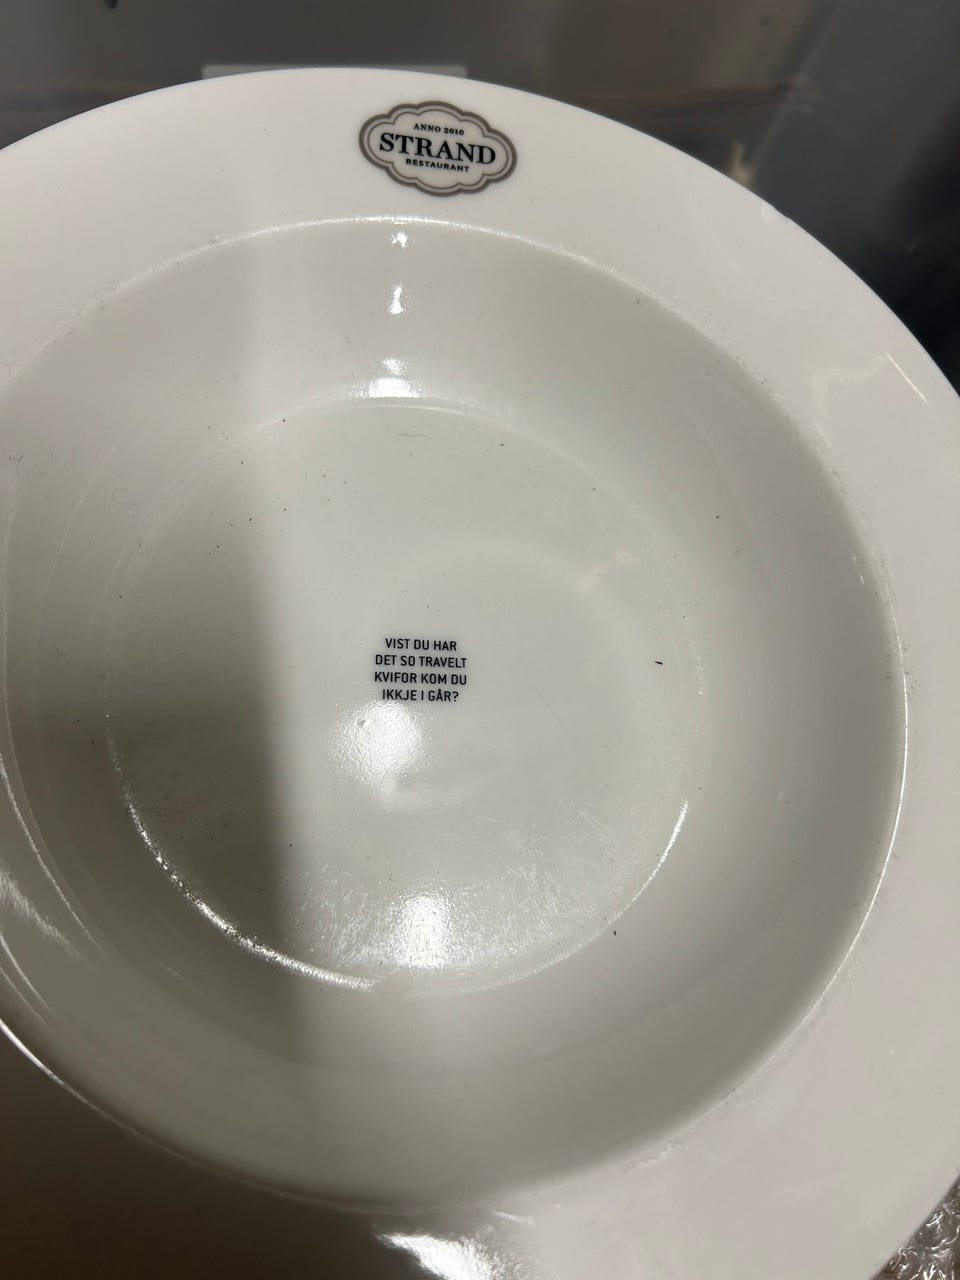 ANNO 2010
STRAND
RESTAURANT
VIST DU HAR
DET SO TRAVELT
KVIFOR KOM DU
IKKJE I GÅR?